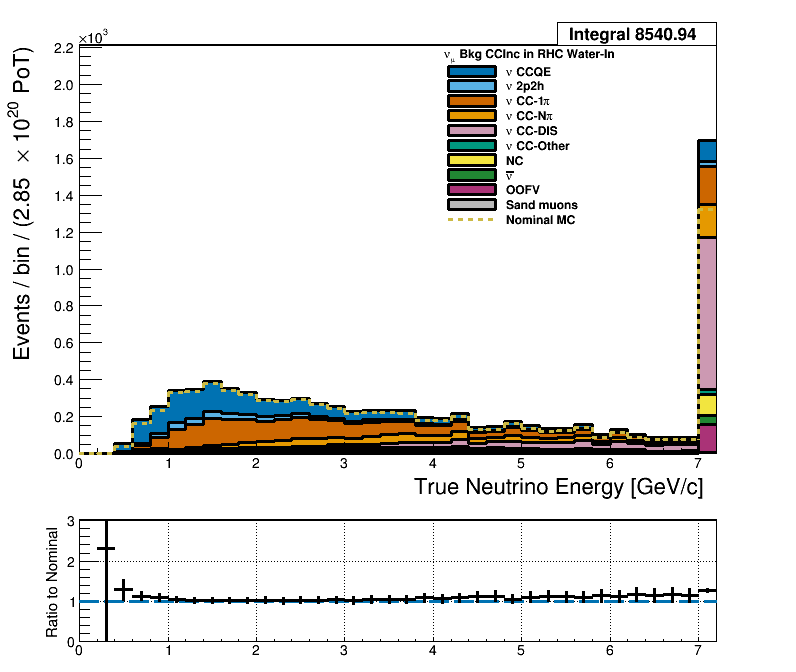 ×10³
Integral 8540.94
ν_μ Bkg CCInc in RHC Water-In
ν CCQE
ν 2p2h
ν CC-1π
ν CC-Nπ
ν CC-DIS
ν CC-Other
NC
ν̅
OOFV
Sand muons
Nominal MC
Events / bin / (2.85 × 10²⁰ PoT)
2.2
2.0
1.8
1.6
1.4
1.2
1.0
0.8
0.6
0.4
0.2
0.0
0 1 2 3 4 5 6 7
True Neutrino Energy [GeV/c]
Ratio to Nominal
3
2
1
0
0 1 2 3 4 5 6 7